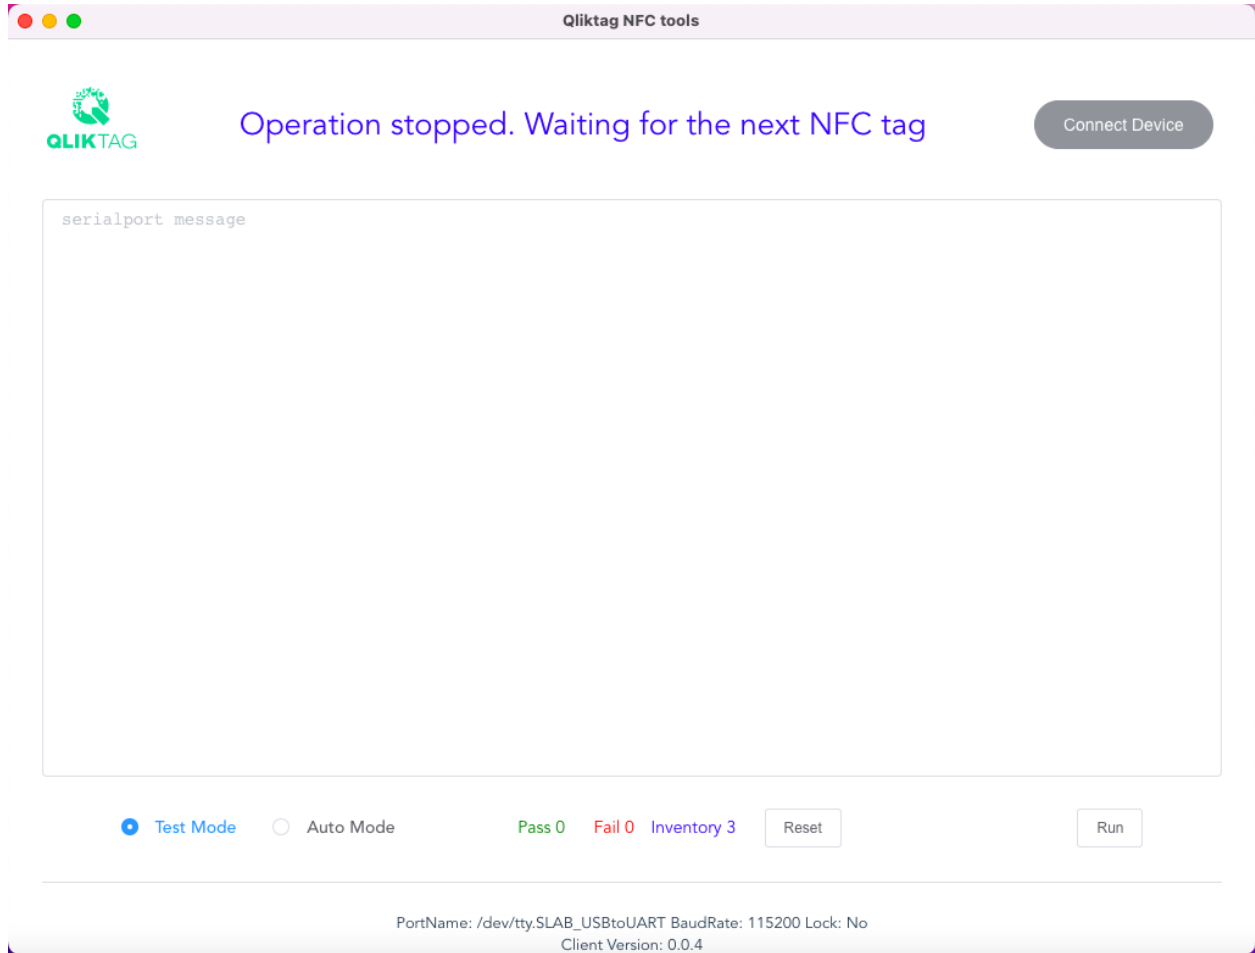 Qliktag NFC tools
QLIKTAG
Operation stopped. Waiting for the next NFC tag
Connect Device
serialport message
Test Mode
Auto Mode
Pass 0
Fail 0
Inventory 3
Reset
Run
PortName: /dev/tty.SLAB_USBtoUART BaudRate: 115200 Lock: No
Client Version: 0.0.4